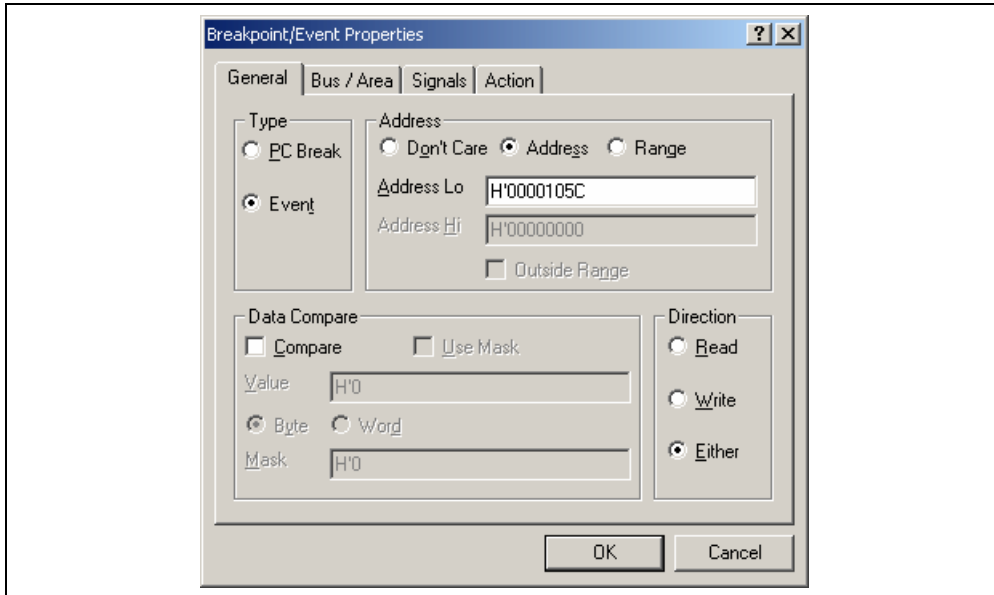 Breakpoint/Event Properties
General Bus / Area Signals Action
Type
PC Break
Event
Address
Don't Care Address Range
Address Lo H'0000105C
Address Hi H'00000000
Outside Range
Data Compare
Compare Use Mask
Value H'0
Byte Word
Mask H'0
Direction
Read
Write
Either
OK Cancel